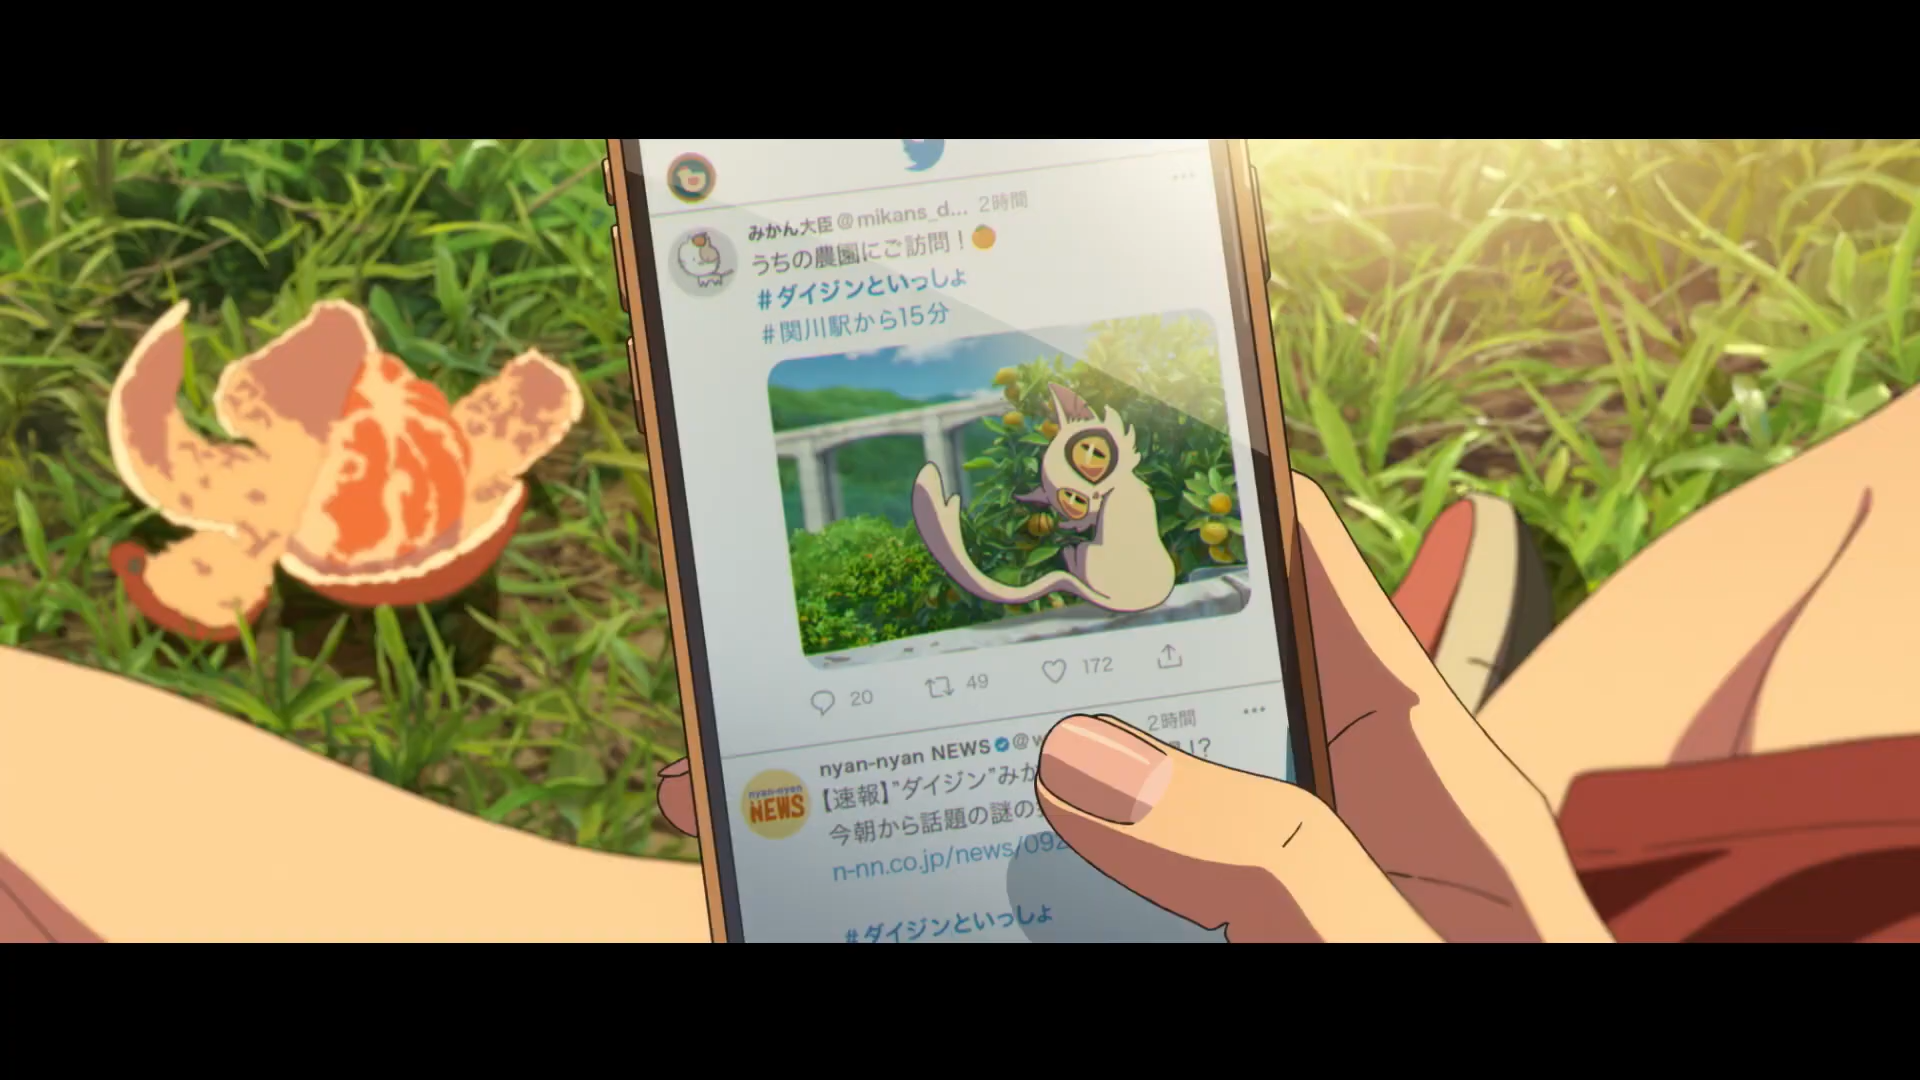 みかん大臣 @mikans_d... 2時間
うちの農園にご訪問！
#ダイジンといっしょ
#関川駅から15分
20 49 172
nyan-nyan NEWS @w 2時間
【速報】"ダイジン"みか !?
nyan-nyan
NEWS
今朝から話題の謎の
n-nn.co.jp/news/092
#ダイジンといっしょ